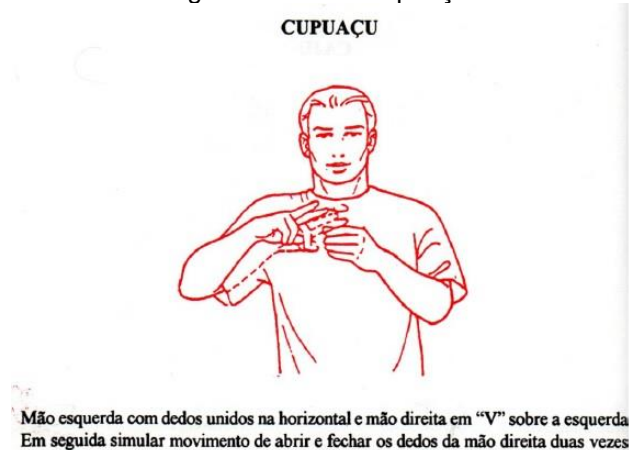 CUPUAÇU
Mão esquerda com dedos unidos na horizontal e mão direita em “V” sobre a esquerda
Em seguida simular movimento de abrir e fechar os dedos da mão direita duas vezes